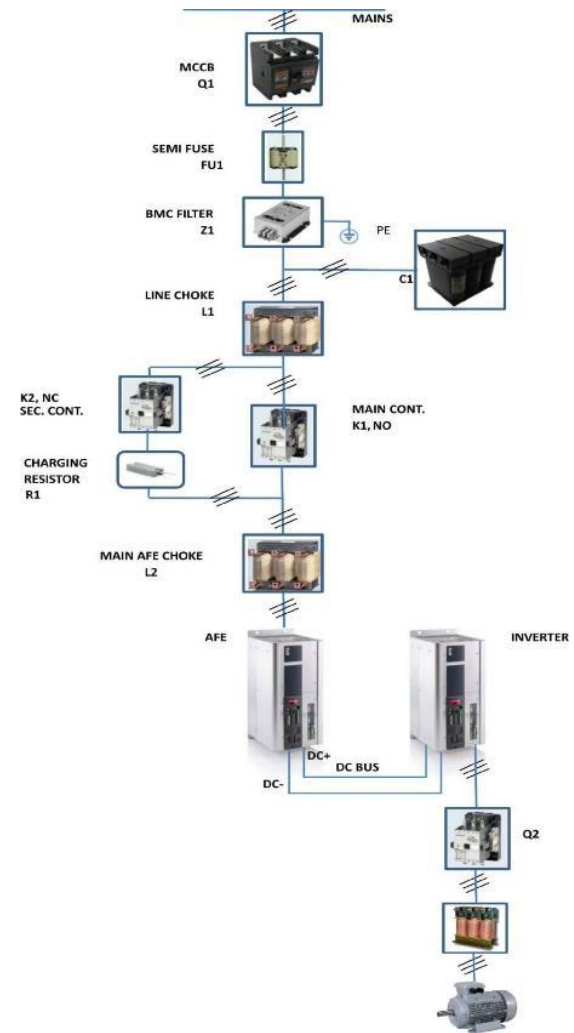 MAINS
MCCB
Q1
SEMI FUSE
FU1
BMC FILTER
Z1
PE
C1
LINE CHOKE
L1
K2, NC
SEC. CONT.
MAIN CONT.
K1, NO
CHARGING
RESISTOR
R1
MAIN AFE CHOKE
L2
AFE
INVERTER
DC+
DC BUS
DC-
Q2